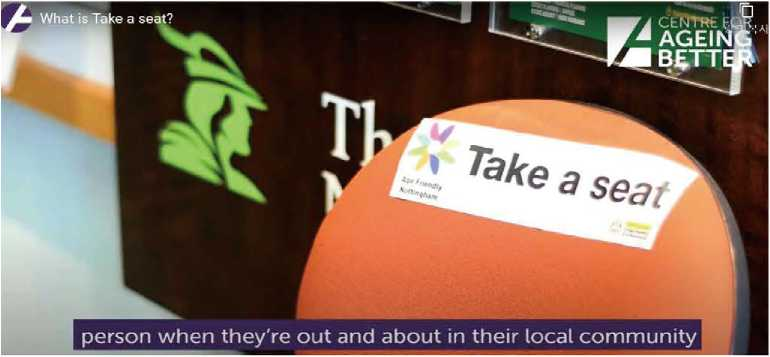 What is Take a seat?
CENTRE FOR
AGEING
BETTER
Th
N
Take a seat
Age Friendly
Nottingham
person when they're out and about in their local community